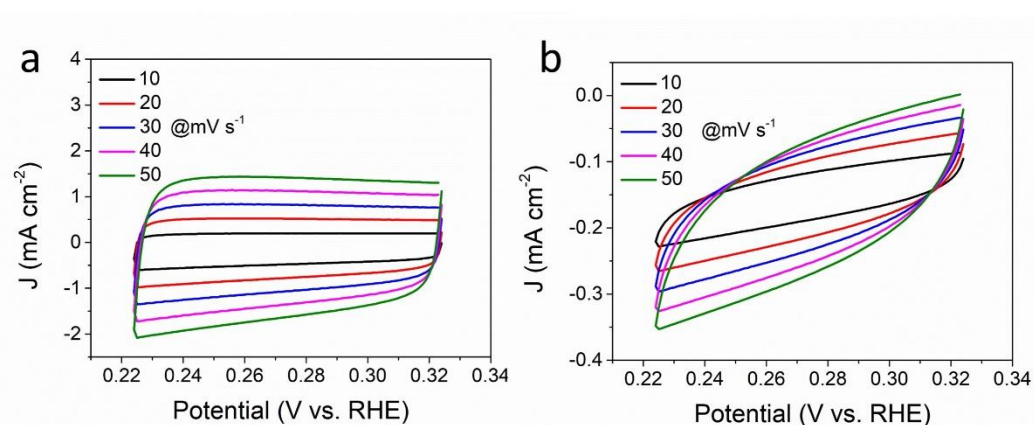 a
4
3
2
1
0
-1
-2
J (mA cm-2)
10
20
30 @mV s-1
40
50
0.22 0.24 0.26 0.28 0.30 0.32 0.34
Potential (V vs. RHE)
b
0.0
-0.1
-0.2
-0.3
-0.4
J (mA cm-2)
10
20
30 @mV s-1
40
50
0.22 0.24 0.26 0.28 0.30 0.32 0.34
Potential (V vs. RHE)